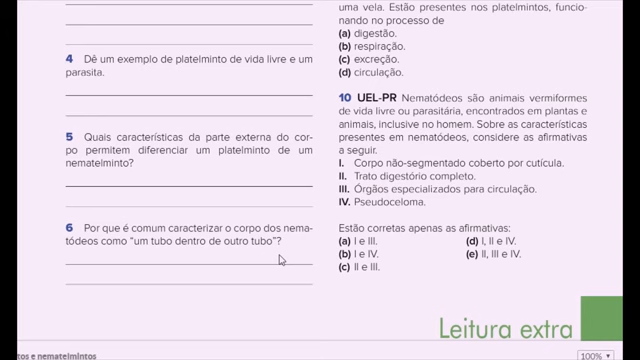 4 Dê um exemplo de platelminto de vida livre e um
parasita.
5 Quais características da parte externa do cor-
po permitem diferenciar um platelminto de um
nematelminto?
6 Por que é comum caracterizar o corpo dos nema-
tódeos como "um tubo dentro de outro tubo"?
uma vela. Estão presentes nos platelmintos, funcio-
nando no processo de
(a) digestão.
(b) respiração.
(c) excreção.
(d) circulação.
10 UEL-PR Nematódeos são animais vermiformes
de vida livre ou parasitária, encontrados em plantas e
animais, inclusive no homem. Sobre as características
presentes em nematódeos, considere as afirmativas
a seguir.
I. Corpo não-segmentado coberto por cutícula.
II. Trato digestório completo.
III. Órgãos especializados para circulação.
IV. Pseudoceloma.
Estão corretas apenas as afirmativas:
(a) I e III.
(b) I e IV.
(c) II e III.
(d) I, II e IV.
(e) II, III e IV.
Leitura extra
tos e nematelmintos
100%